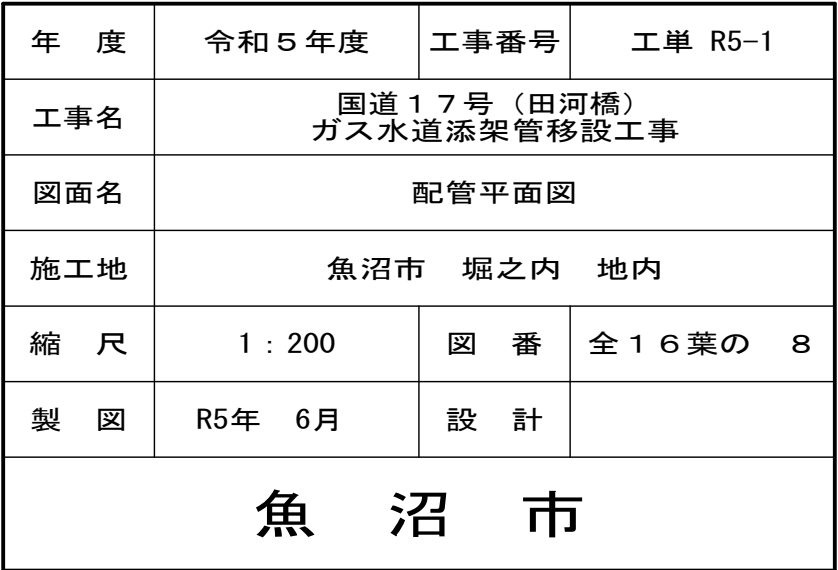 年　度　令和５年度　工事番号　工単 R5-1
工事名　国道１７号（田河橋）
ガス水道添架管移設工事
図面名　配管平面図
施工地　魚沼市　堀之内　地内
縮　尺　1：200　図　番　全１６葉の　８
製　図　R5年　6月　設　計
魚　沼　市